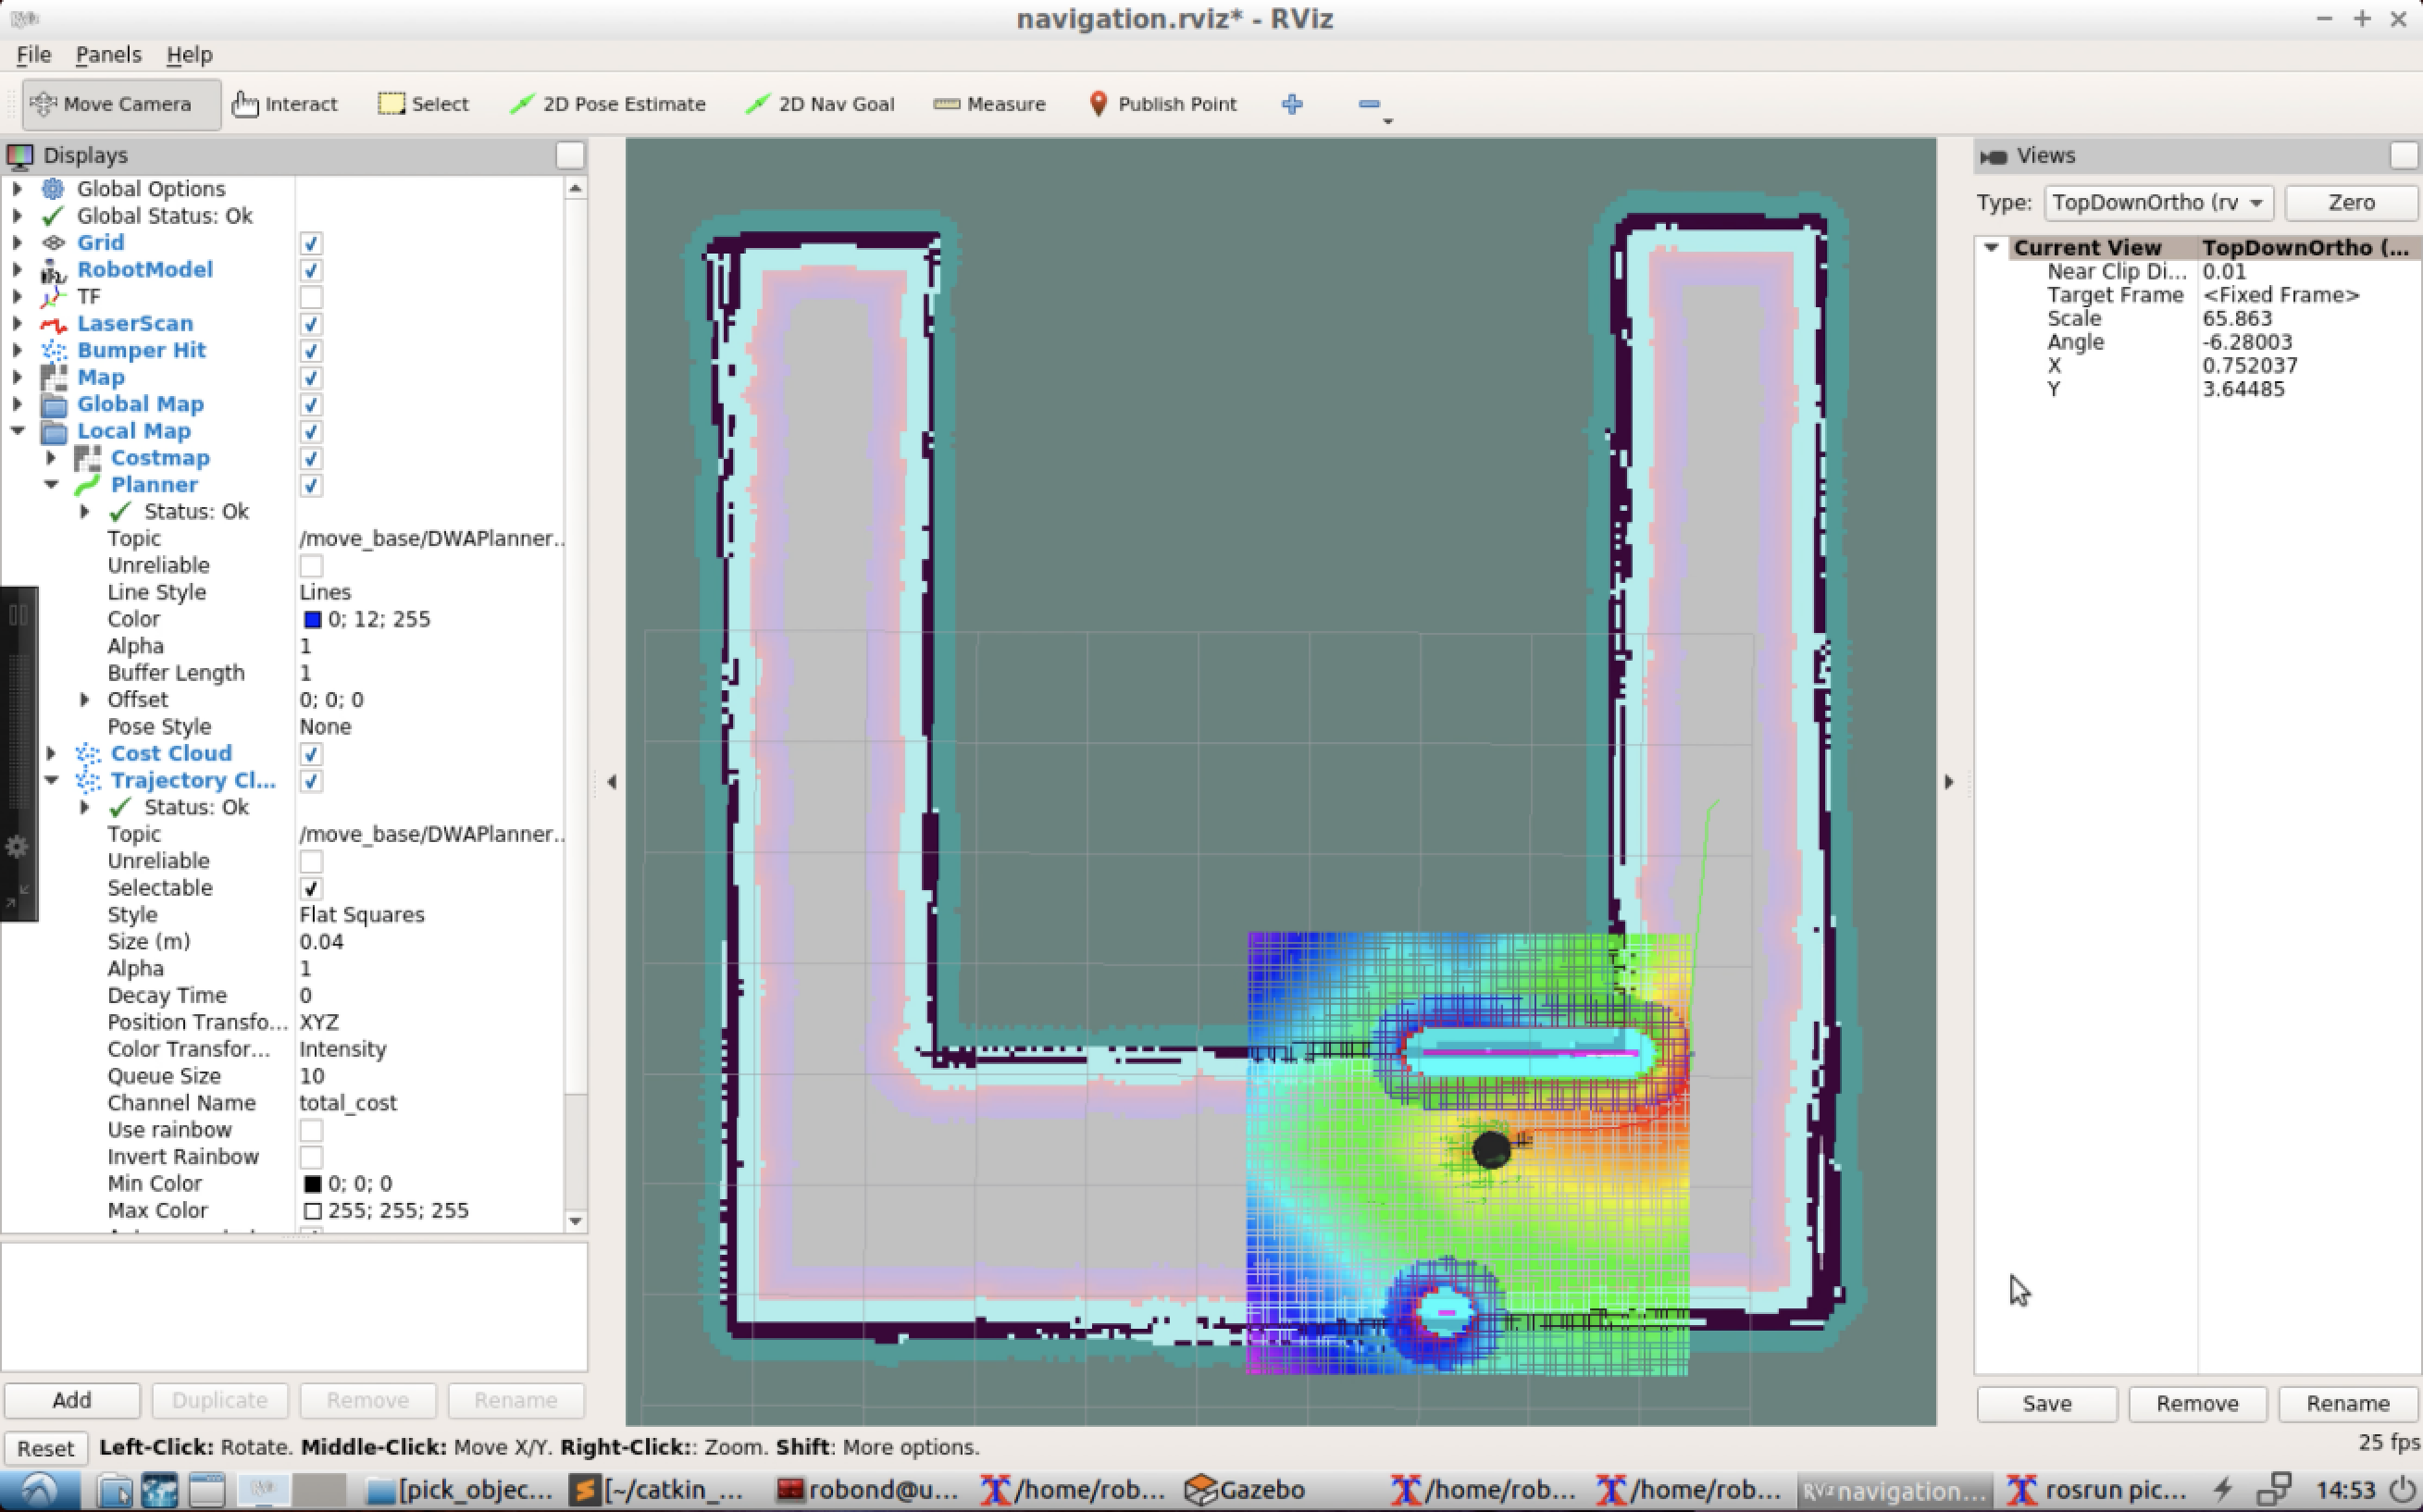 navigation.rviz* - RViz
File Panels Help
Move Camera Interact Select 2D Pose Estimate 2D Nav Goal Measure Publish Point
Displays
Global Options
Global Status: Ok
Grid
RobotModel
TF
LaserScan
Bumper Hit
Map
Global Map
Local Map
Costmap
Planner
Status: Ok
Topic /move_base/DWAPlanner..
Unreliable
Line Style Lines
Color 0; 12; 255
Alpha 1
Buffer Length 1
Offset 0; 0; 0
Pose Style None
Cost Cloud
Trajectory Cl...
Status: Ok
Topic /move_base/DWAPlanner..
Unreliable
Selectable
Style Flat Squares
Size (m) 0.04
Alpha 1
Decay Time 0
Position Transfo... XYZ
Color Transfor... Intensity
Queue Size 10
Channel Name total_cost
Use rainbow
Invert Rainbow
Min Color 0; 0; 0
Max Color 255; 255; 255
Add Duplicate Remove Rename
Views
Type: TopDownOrtho (rv Zero
Current View TopDownOrtho (...
Near Clip Di... 0.01
Target Frame <Fixed Frame>
Scale 65.863
Angle -6.28003
X 0.752037
Y 3.64485
Save Remove Rename
Reset Left-Click: Rotate. Middle-Click: Move X/Y. Right-Click:: Zoom. Shift: More options. 25 fps
[pick_objec... [~/catkin_... robond@u... /home/rob... Gazebo /home/rob... /home/rob... RViz navigation... rosrun pic... 14:53